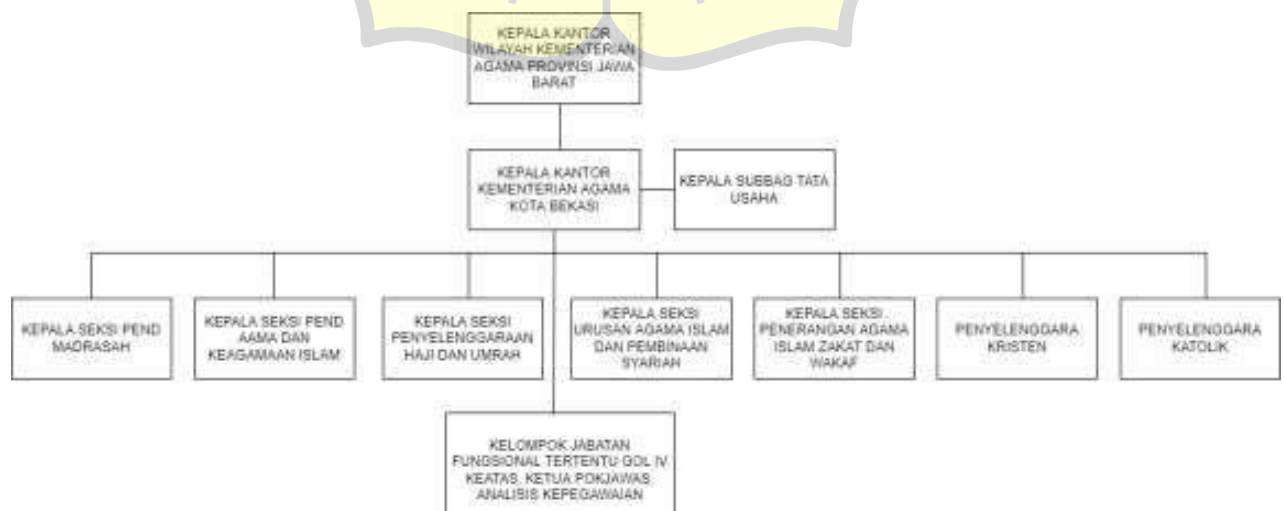 KEPALA KANTOR
WILAYAH KEMENTERIAN
AGAMA PROVINSI JAWA
BARAT
KEPALA KANTOR
KEMENTERIAN AGAMA
KOTA BEKASI
KEPALA SUBBAG TATA
USAHA
KEPALA SEKSI PEND
MADRASAH
KEPALA SEKSI PEND
AAMA DAN
KEAGAMAAN ISLAM
KEPALA SEKSI
PENYELENGGARAAN
HAJI DAN UMRAH
KEPALA SEKSI
URUSAN AGAMA ISLAM
DAN PEMBINAAN
SYARIAH
KEPALA SEKSI
PENERANGAN AGAMA
ISLAM ZAKAT DAN
WAKAF
PENYELENGGARA
KRISTEN
PENYELENGGARA
KATOLIK
KELOMPOK JABATAN
FUNGSIONAL TERTENTU GOL IV
KEATAS, KETUA POKJAWAS,
ANALISIS KEPEGAWAIAN